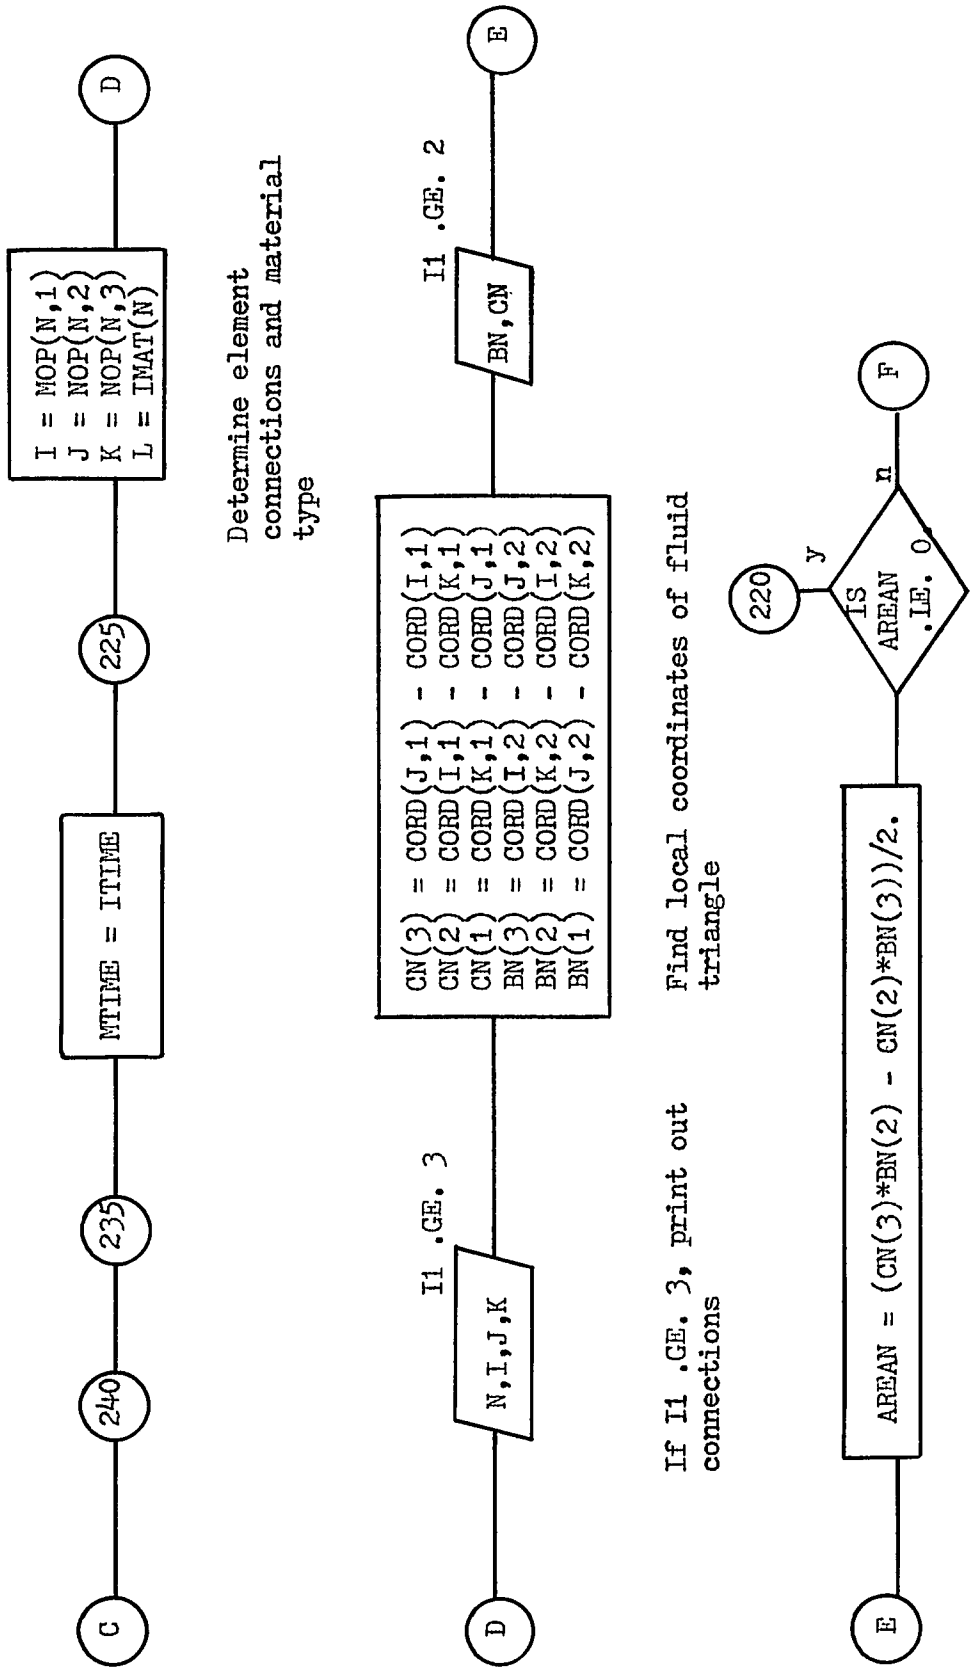 C
240
235
MTIME = ITIME
225
I = MOP(N,1)
J = NOP(N,2)
K = NOP(N,3)
L = IMAT(N)
D
Determine element
connections and material
type
D
I1 .GE. 3
N,I,J,K
If I1 .GE. 3, print out
connections
CN(3) = CORD(J,1) - CORD(I,1)
CN(2) = CORD(I,1) - CORD(K,1)
CN(1) = CORD(K,1) - CORD(J,1)
BN(3) = CORD(I,2) - CORD(J,2)
BN(2) = CORD(K,2) - CORD(I,2)
BN(1) = CORD(J,2) - CORD(K,2)
Find local coordinates of fluid
triangle
I1 .GE. 2
BN,CN
E
E
AREAN = (CN(3)*BN(2) - CN(2)*BN(3))/2.
220
y
IS
AREAN
.LE. 0.
n
F